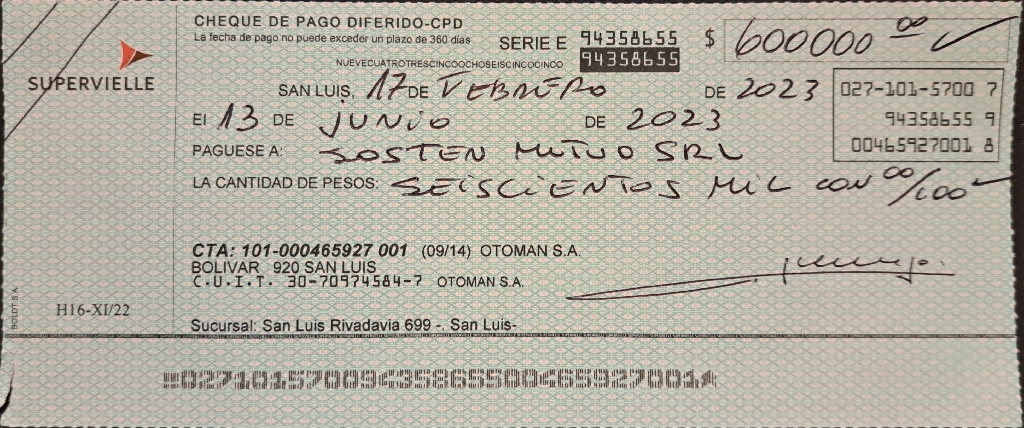 CHEQUE DE PAGO DIFERIDO-CPD
La fecha de pago no puede exceder un plazo de 360 días
SERIE E 94358655 $ 600000 00
NUEVECUATROTRESCINCOOCHOSEISCINCOCINCO 94358655
SUPERVIELLE
SAN LUIS, 17 DE FEBRERO DE 2023
027-101-5700 7
94358655 9
00465927001 8
El 13 DE JUNIO DE 2023
PAGUESE A: SOSTEN MUTUO SRL
LA CANTIDAD DE PESOS: SEISCIENTOS MIL CON 00/100
CTA: 101-000465927 001 (09/14) OTOMAN S.A.
BOLIVAR 920 SAN LUIS
C.U.I.T. 30-70974584-7 OTOMAN S.A.
H16-XI/22
BOLDT S.A.
Sucursal: San Luis Rivadavia 699 -. San Luis-
02710157009435865500465927001